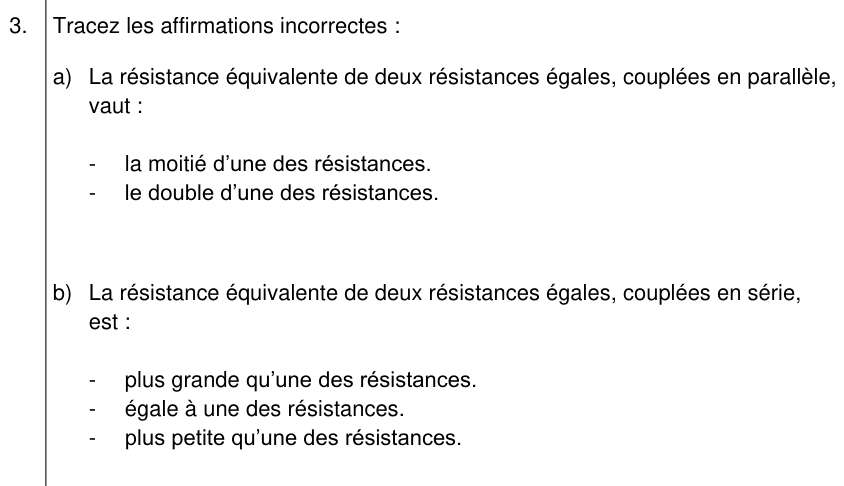 3. Tracez les affirmations incorrectes :
a) La résistance équivalente de deux résistances égales, couplées en parallèle,
vaut :
- la moitié d'une des résistances.
- le double d'une des résistances.
b) La résistance équivalente de deux résistances égales, couplées en série,
est :
- plus grande qu'une des résistances.
- égale à une des résistances.
- plus petite qu'une des résistances.